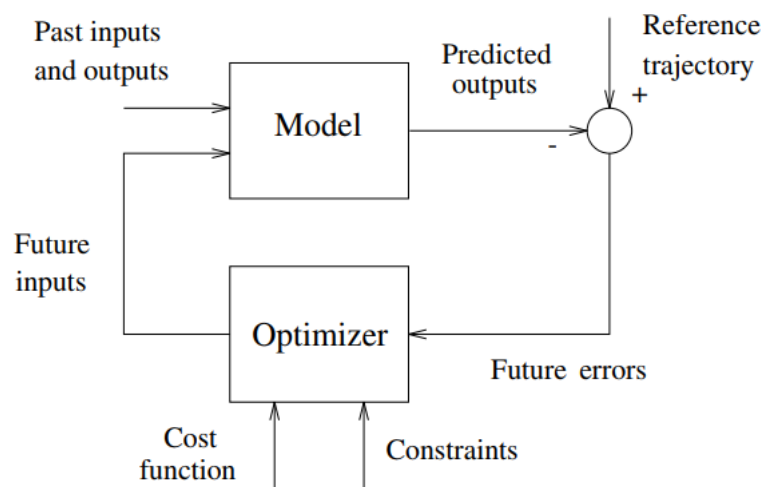 Past inputs
and outputs
Model
Predicted
outputs
Reference
trajectory
+
-
Future
inputs
Optimizer
Future errors
Cost
function
Constraints